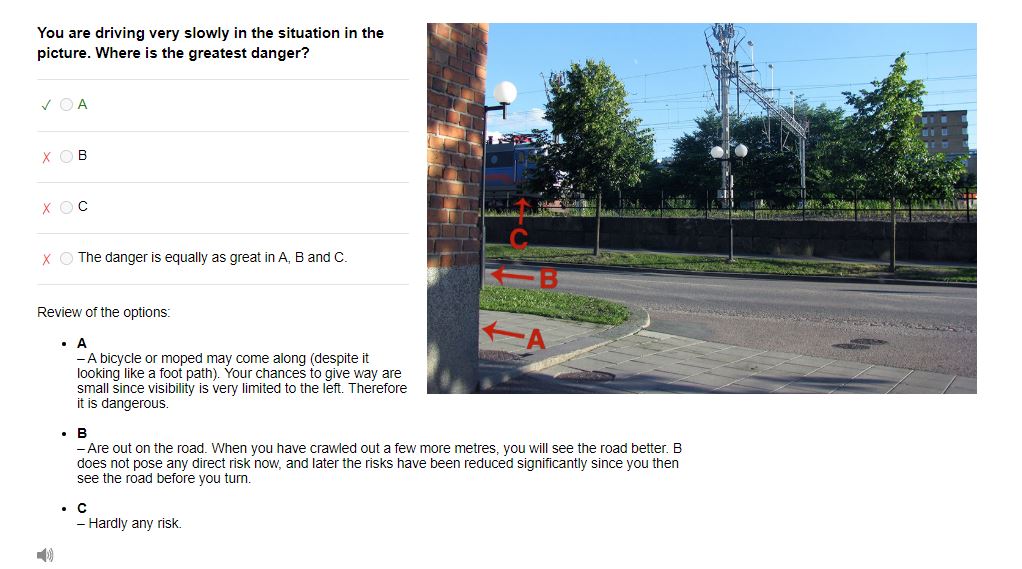 You are driving very slowly in the situation in the
picture. Where is the greatest danger?
✓ A
X B
X C
X The danger is equally as great in A, B and C.
Review of the options:
• A
– A bicycle or moped may come along (despite it
looking like a foot path). Your chances to give way are
small since visibility is very limited to the left. Therefore
it is dangerous.
• B
– Are out on the road. When you have crawled out a few more metres, you will see the road better. B
does not pose any direct risk now, and later the risks have been reduced significantly since you then
see the road before you turn.
• C
– Hardly any risk.
C
B
A